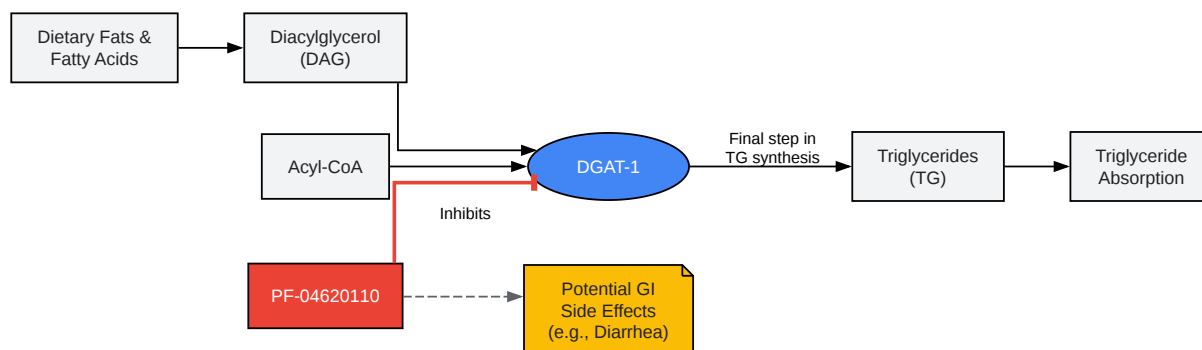 Dietary Fats &
Fatty Acids
Diacylglycerol
(DAG)
Acyl-CoA
DGAT-1
Final step in
TG synthesis
Triglycerides
(TG)
Triglyceride
Absorption
Inhibits
PF-04620110
Potential GI
Side Effects
(e.g., Diarrhea)